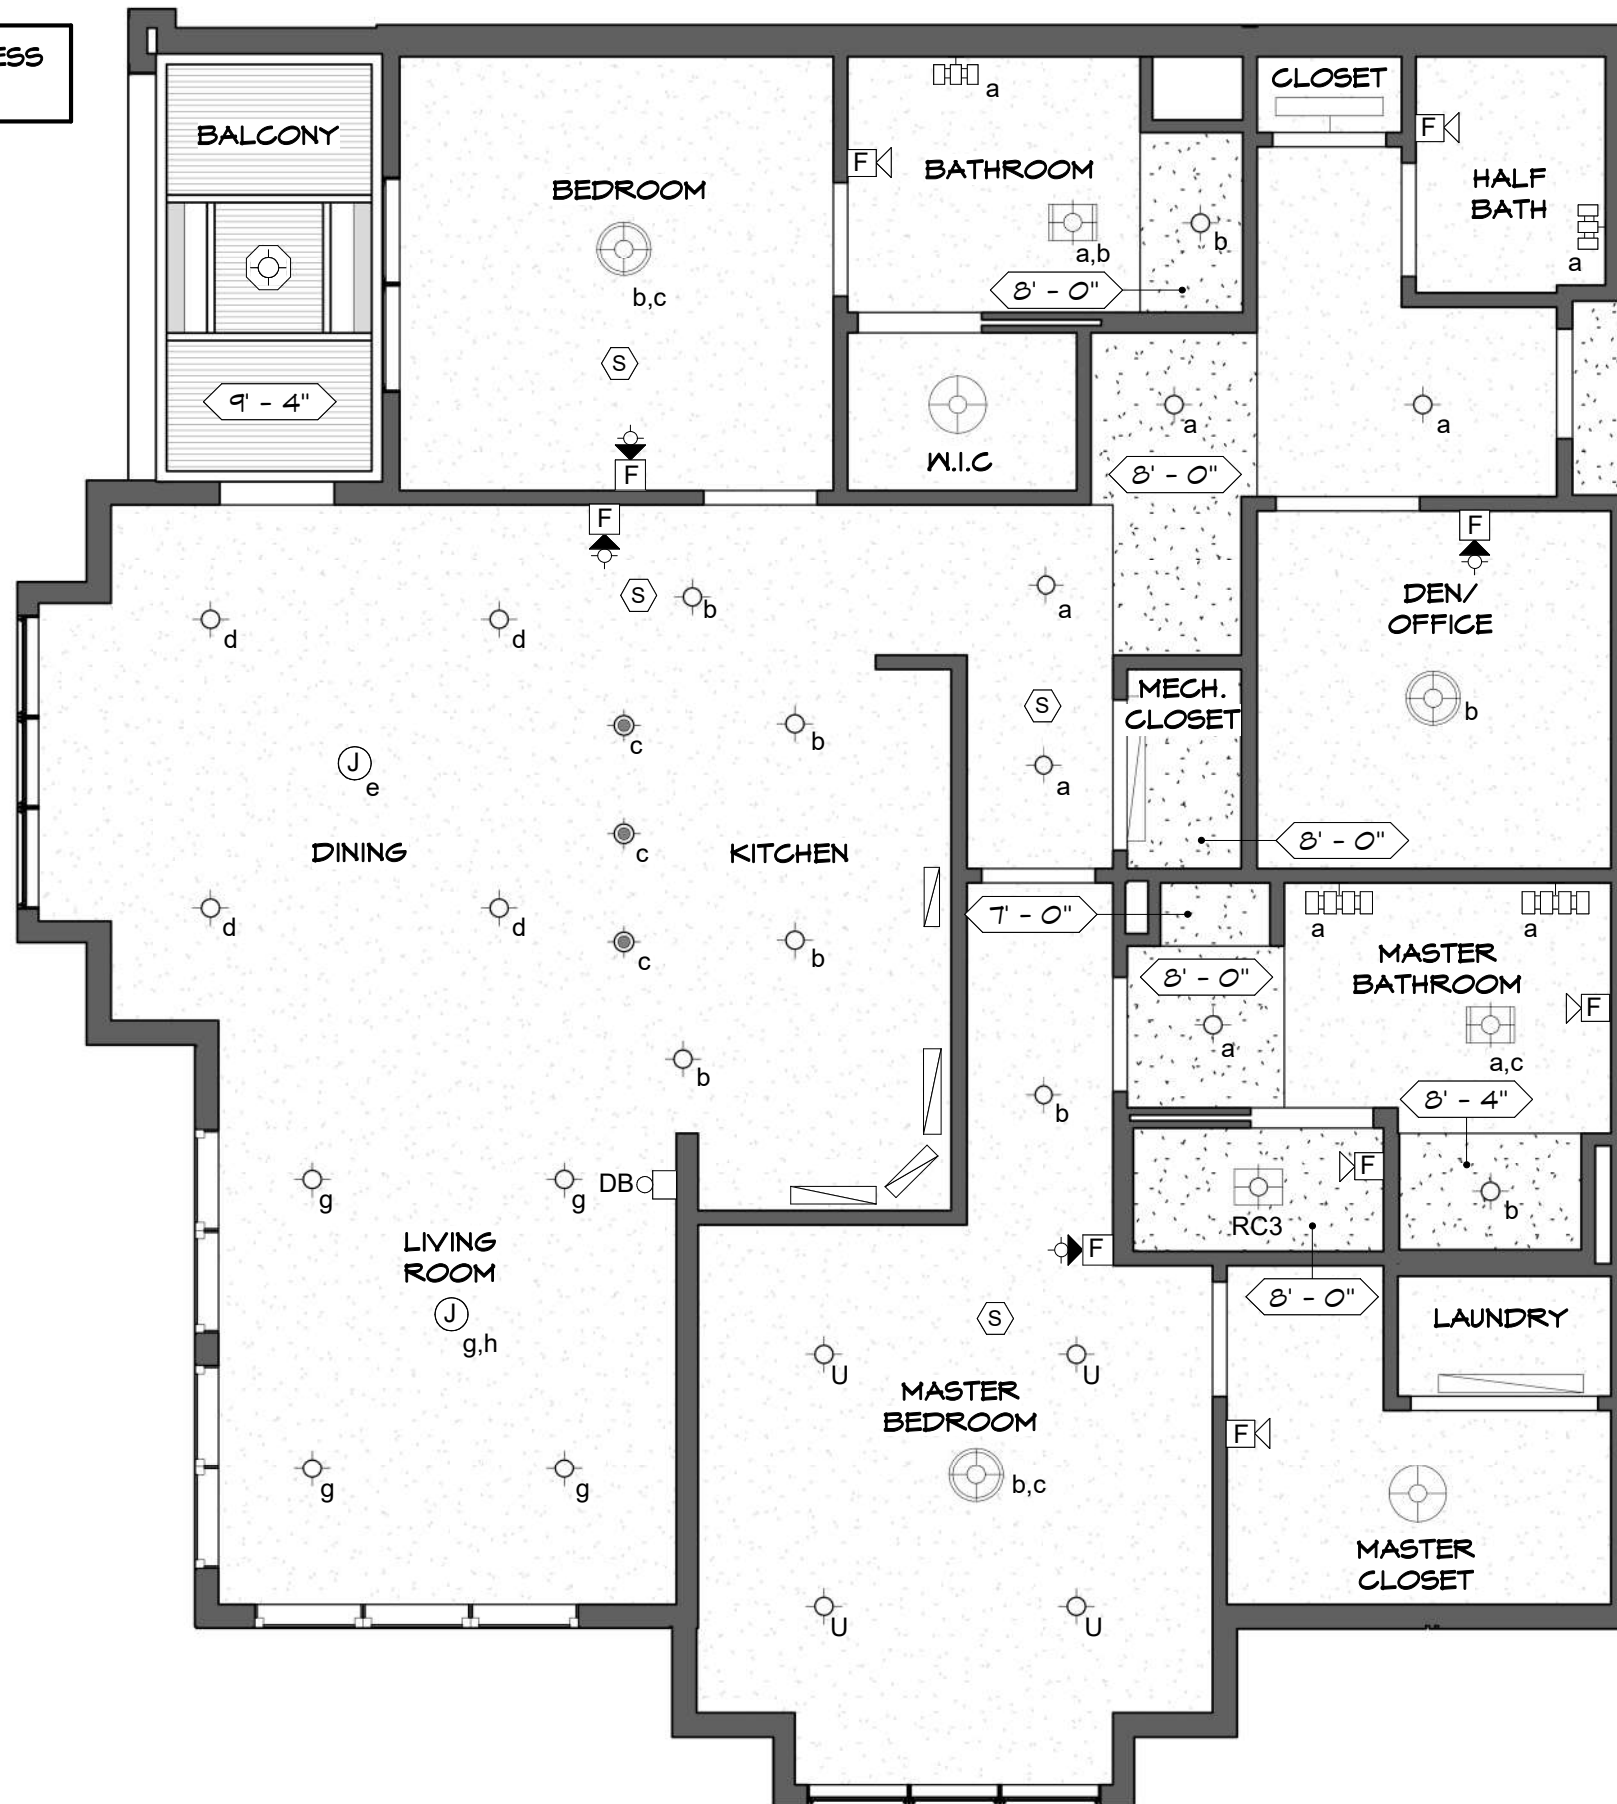 ESS
BALCONY
9' - 4"
BEDROOM
b,c
S
F
a
F
BATHROOM
a,b
b
8' - 0"
CLOSET
F
HALF
BATH
a
W.I.C
a
8' - 0"
a
F
S
b
a
F
DEN/
OFFICE
b
d
d
J
e
DINING
d
d
c
c
c
b
KITCHEN
b
b
S
a
MECH.
CLOSET
8' - 0"
7' - 0"
8' - 0"
a
a
a
MASTER
BATHROOM
F
a,c
8' - 4"
b
b
F
RC3
8' - 0"
g
g
DB
LIVING
ROOM
J
g,h
g
g
F
S
U
U
MASTER
BEDROOM
b,c
U
U
LAUNDRY
F
MASTER
CLOSET